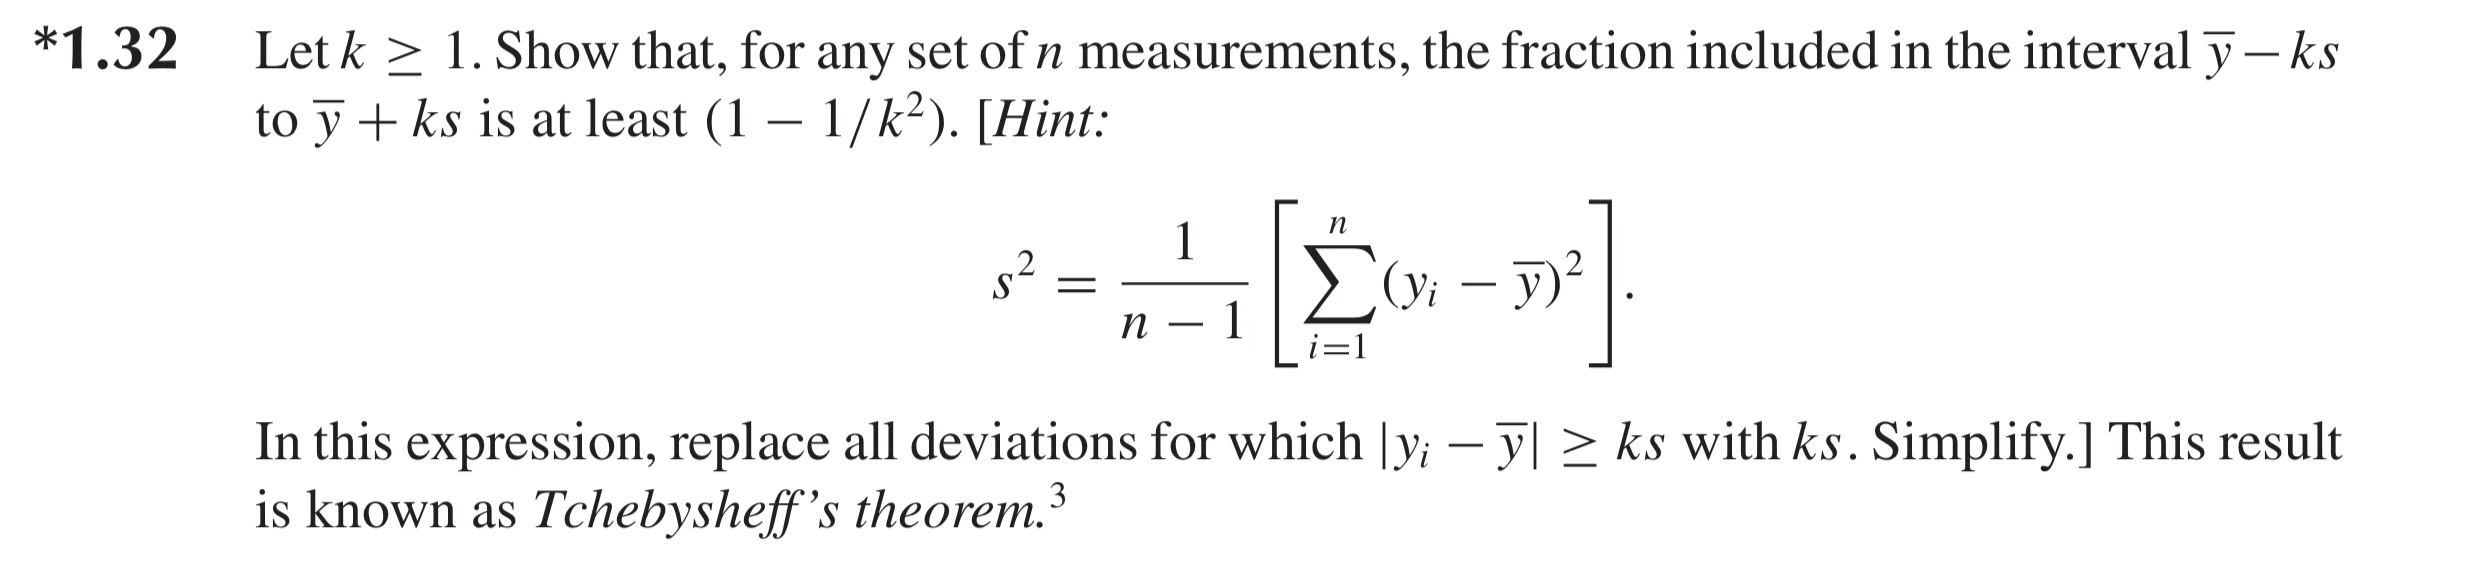 *1.32 Let k ≥ 1. Show that, for any set of n measurements, the fraction included in the interval y̅ − ks
to y̅ + ks is at least (1 − 1/k²). [Hint:
s² = 1/(n − 1) [∑_{i=1}^{n} (yᵢ − y̅)²].
In this expression, replace all deviations for which |yᵢ − y̅| ≥ ks with ks. Simplify.] This result
is known as Tchebysheff’s theorem.³